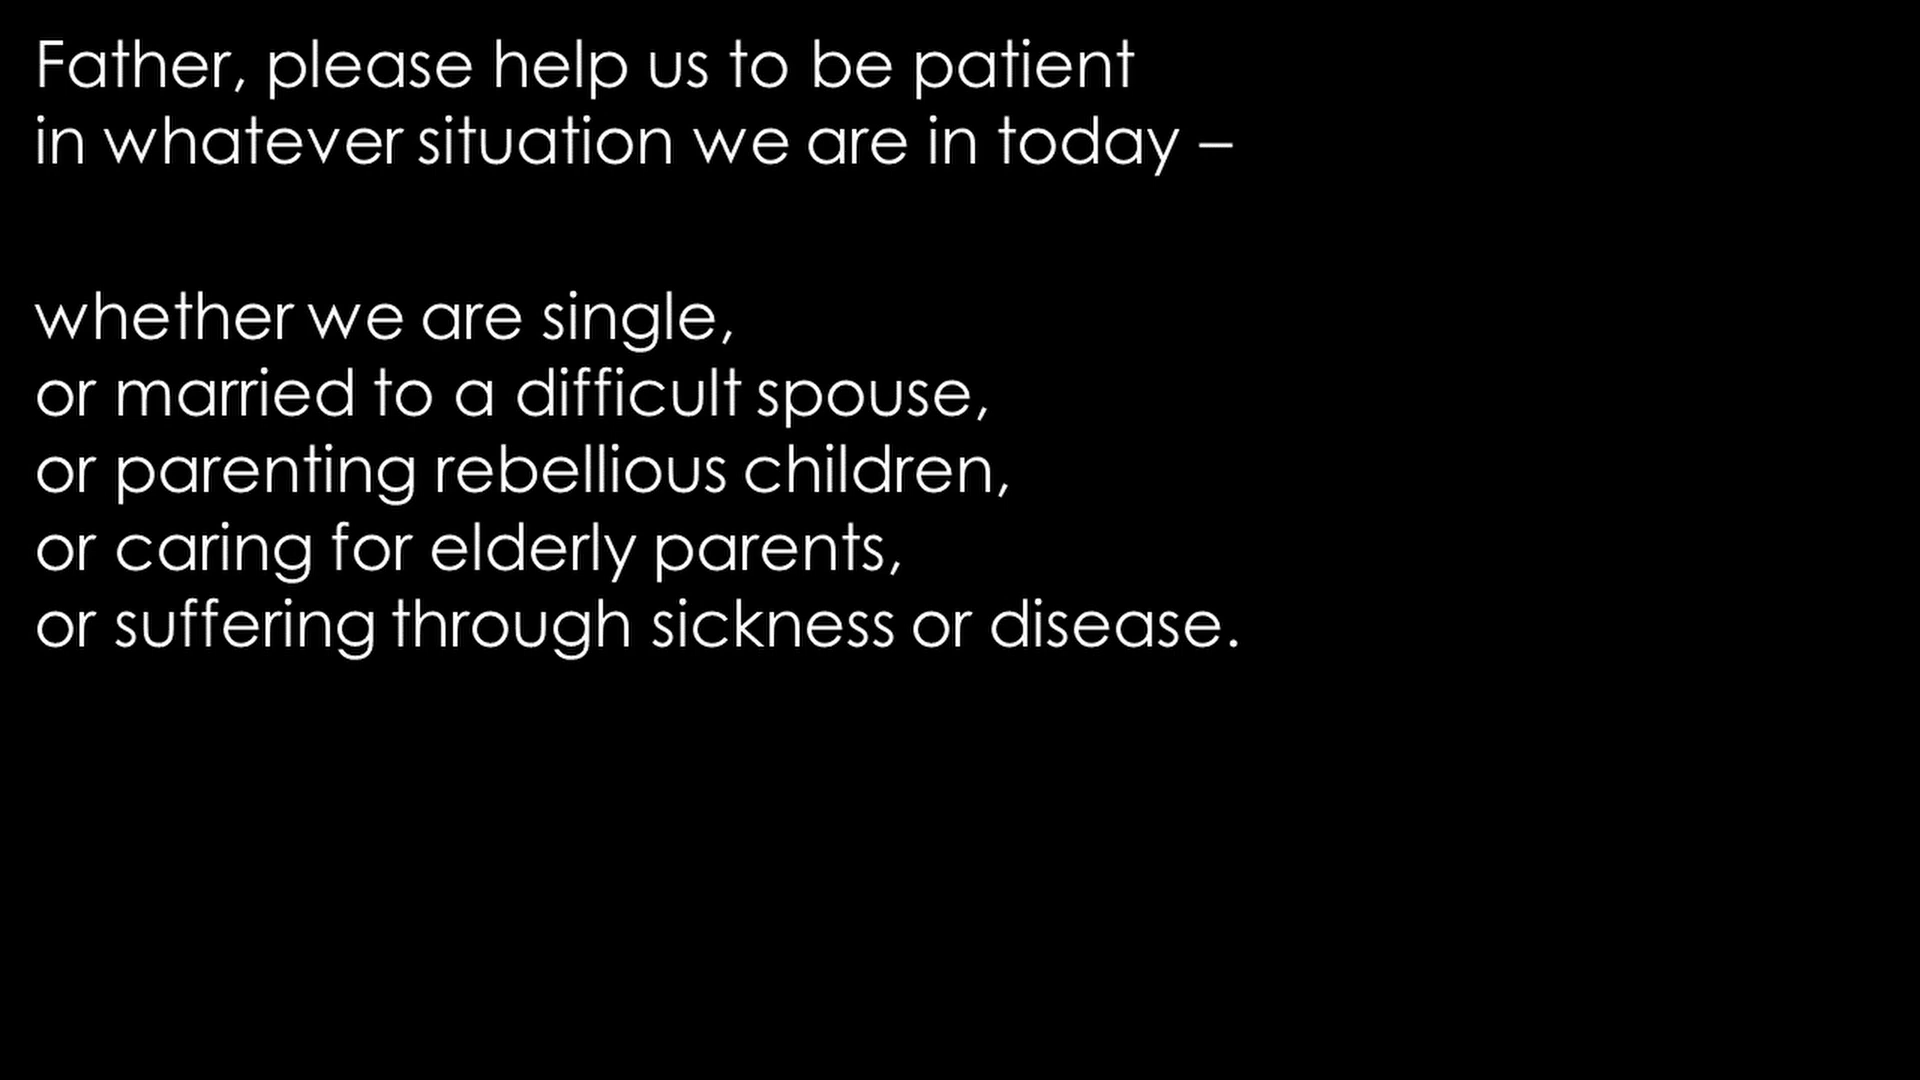 Father, please help us to be patient
in whatever situation we are in today –
whether we are single,
or married to a difficult spouse,
or parenting rebellious children,
or caring for elderly parents,
or suffering through sickness or disease.